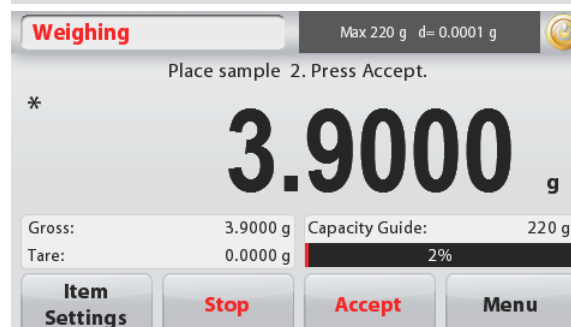 Weighing
Max 220 g d= 0.0001 g
Place sample 2. Press Accept.
*
3.9000 g
Gross: 3.9000 g
Tare: 0.0000 g
Capacity Guide: 220 g
2%
Item
Settings
Stop
Accept
Menu